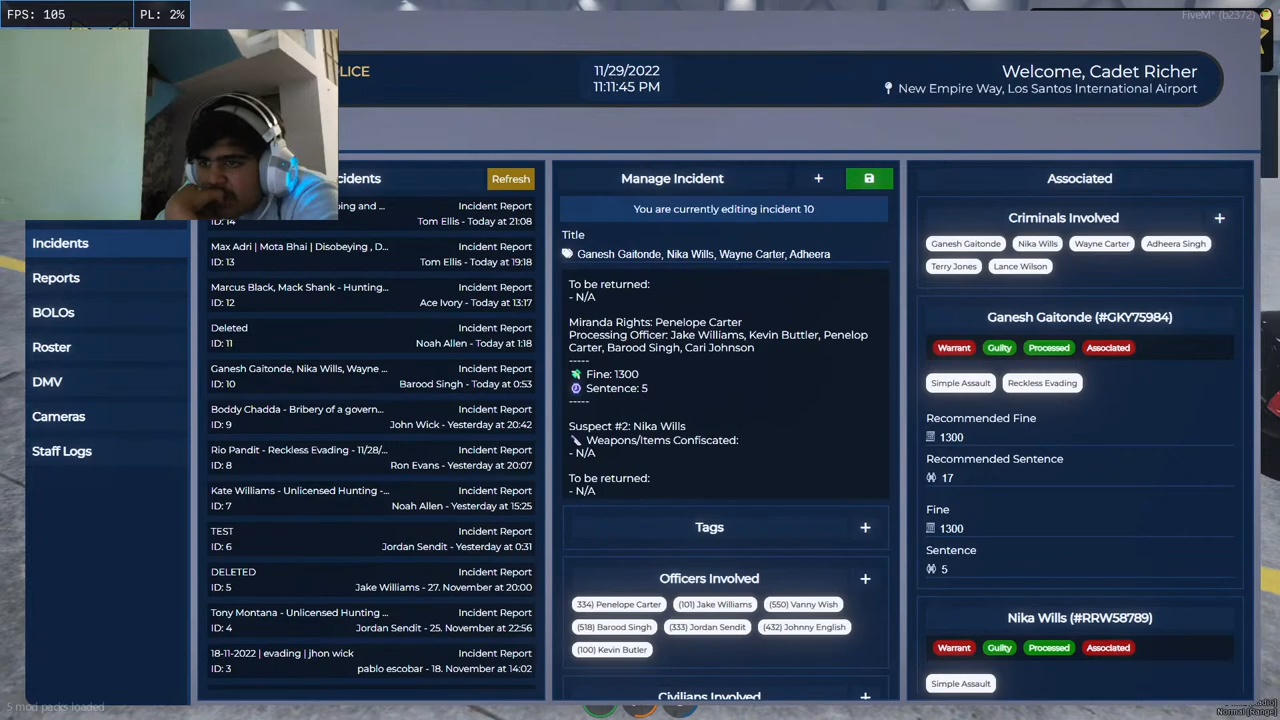 FPS: 105
PL: 2%
FiveM* (b2372)
LICE
11/29/2022
11:11:45 PM
Welcome, Cadet Richer
New Empire Way, Los Santos International Airport
cidents
Refresh
Incidents
Reports
BOLOs
Roster
DMV
Cameras
Staff Logs
ping and ...
Incident Report
ID: 14
Tom Ellis - Today at 21:08
Max Adri | Mota Bhai | Disobeying , D...
Incident Report
ID: 13
Tom Ellis - Today at 19:18
Marcus Black, Mack Shank - Hunting...
Incident Report
ID: 12
Ace Ivory - Today at 13:17
Deleted
Incident Report
ID: 11
Noah Allen - Today at 1:18
Ganesh Gaitonde, Nika Wills, Wayne ...
Incident Report
ID: 10
Barood Singh - Today at 0:53
Boddy Chadda - Bribery of a govern...
Incident Report
ID: 9
John Wick - Yesterday at 20:42
Rio Pandit - Reckless Evading - 11/28/...
Incident Report
ID: 8
Ron Evans - Yesterday at 20:07
Kate Williams - Unlicensed Hunting -...
Incident Report
ID: 7
Noah Allen - Yesterday at 15:25
TEST
Incident Report
ID: 6
Jordan Sendit - Yesterday at 0:31
DELETED
Incident Report
ID: 5
Jake Williams - 27. November at 20:00
Tony Montana - Unlicensed Hunting ...
Incident Report
ID: 4
Jordan Sendit - 25. November at 22:56
18-11-2022 | evading | jhon wick
Incident Report
ID: 3
pablo escobar - 18. November at 14:02
Manage Incident
+
You are currently editing incident 10
Title
Ganesh Gaitonde, Nika Wills, Wayne Carter, Adheera
To be returned:
- N/A
Miranda Rights: Penelope Carter
Processing Officer: Jake Williams, Kevin Buttler, Penelop
Carter, Barood Singh, Cari Johnson
-----
Fine: 1300
Sentence: 5
-----
Suspect #2: Nika Wills
Weapons/Items Confiscated:
- N/A
To be returned:
- N/A
Tags
+
Officers Involved
+
334) Penelope Carter
(101) Jake Williams
(550) Vanny Wish
(518) Barood Singh
(333) Jordan Sendit
(432) Johnny English
(100) Kevin Butler
Civilians Involved
+
Associated
Criminals Involved
+
Ganesh Gaitonde
Nika Wills
Wayne Carter
Adheera Singh
Terry Jones
Lance Wilson
Ganesh Gaitonde (#GKY75984)
Warrant
Guilty
Processed
Associated
Simple Assault
Reckless Evading
Recommended Fine
1300
Recommended Sentence
17
Fine
1300
Sentence
5
Nika Wills (#RRW58789)
Warrant
Guilty
Processed
Associated
Simple Assault
5 mod packs loaded
Normal [Range]